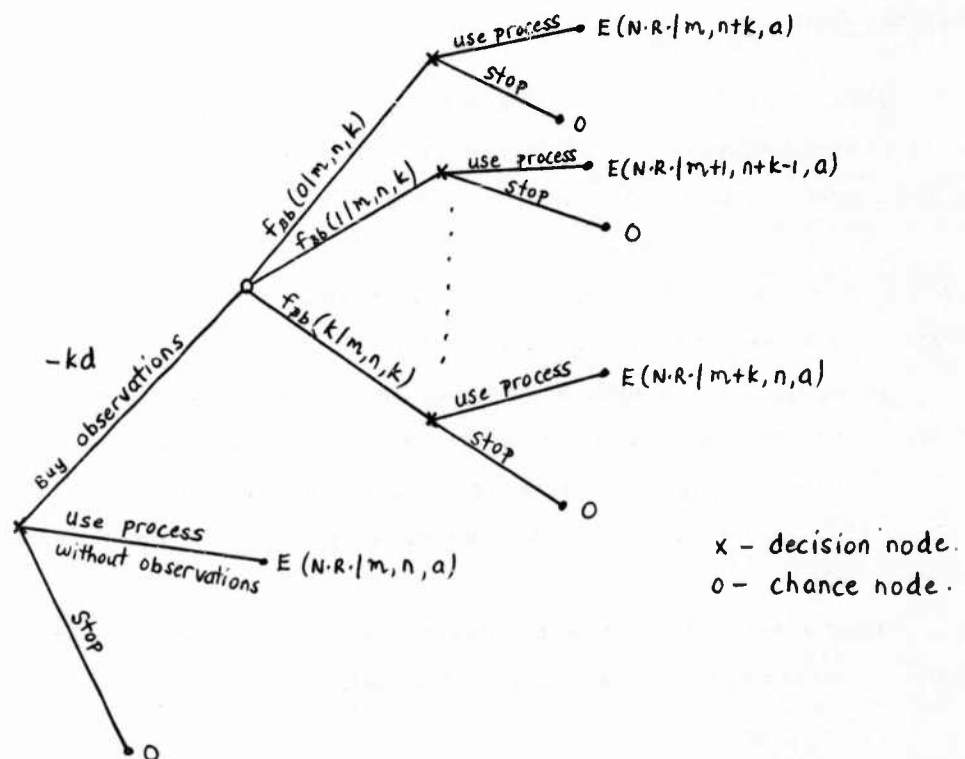 use process
E(N.R./m, n+k, a)
stop
0
f_βb(0/m, n, k)
use process
E(N.R./m+1, n+k-1, a)
stop
0
f_βb(1/m, n, k)
f_βb(k/m, n, k)
use process
E(N.R./m+k, n, a)
stop
0
-kd
Buy observations
use process
without observations
E(N.R./m, n, a)
Stop
0
x - decision node.
o - chance node.